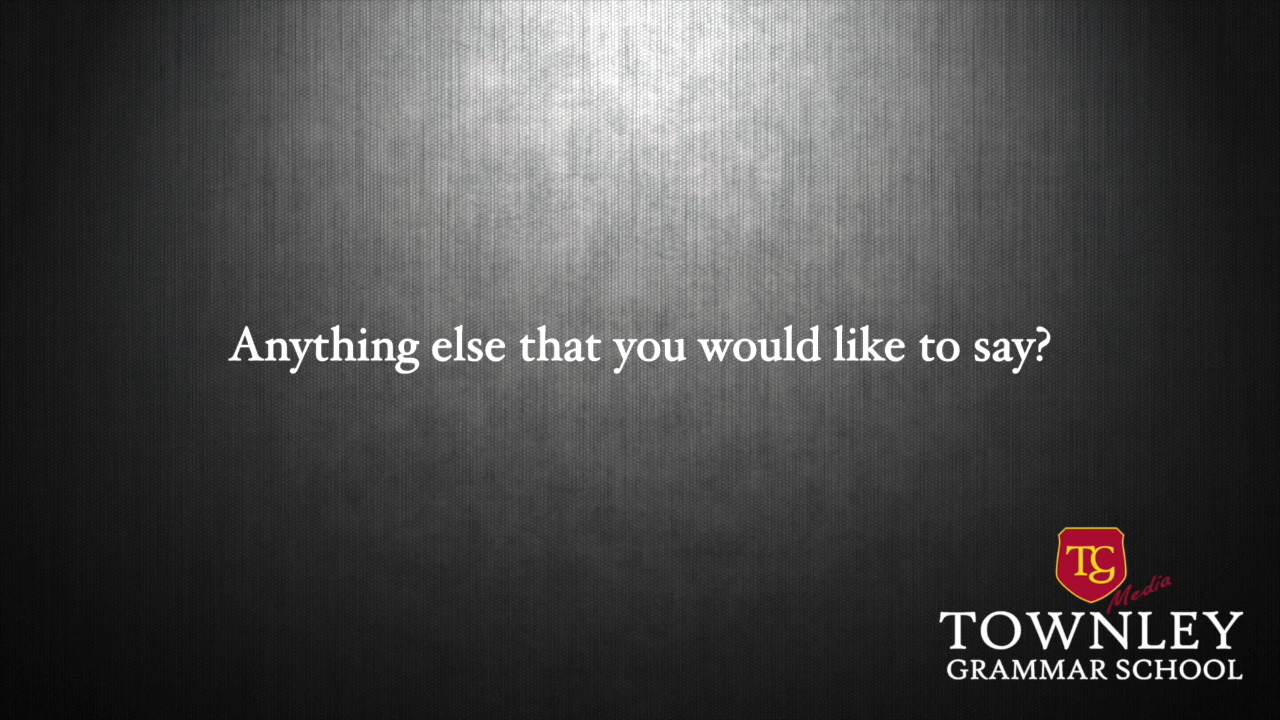 Anything else that you would like to say?
TG
Media
TOWNLEY
GRAMMAR SCHOOL